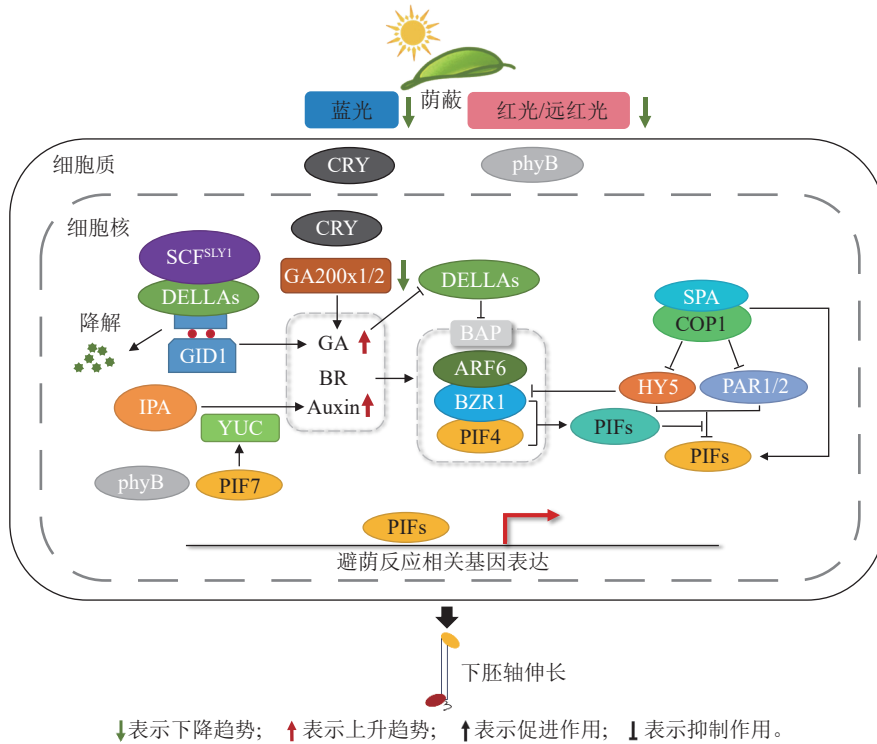 蓝光
荫蔽
红光/远红光
细胞质
CRY
phyB
细胞核
CRY
SCFSLY1
GA200x1/2
DELLAs
DELLAs
SPA
COP1
降解
GID1
GA
BAP
BR
ARF6
HY5
PAR1/2
IPA
Auxin
BZR1
YUC
PIF4
PIFs
PIFs
phyB
PIF7
PIFs
避荫反应相关基因表达
下胚轴伸长
表示下降趋势; 表示上升趋势; 表示促进作用; 表示抑制作用。